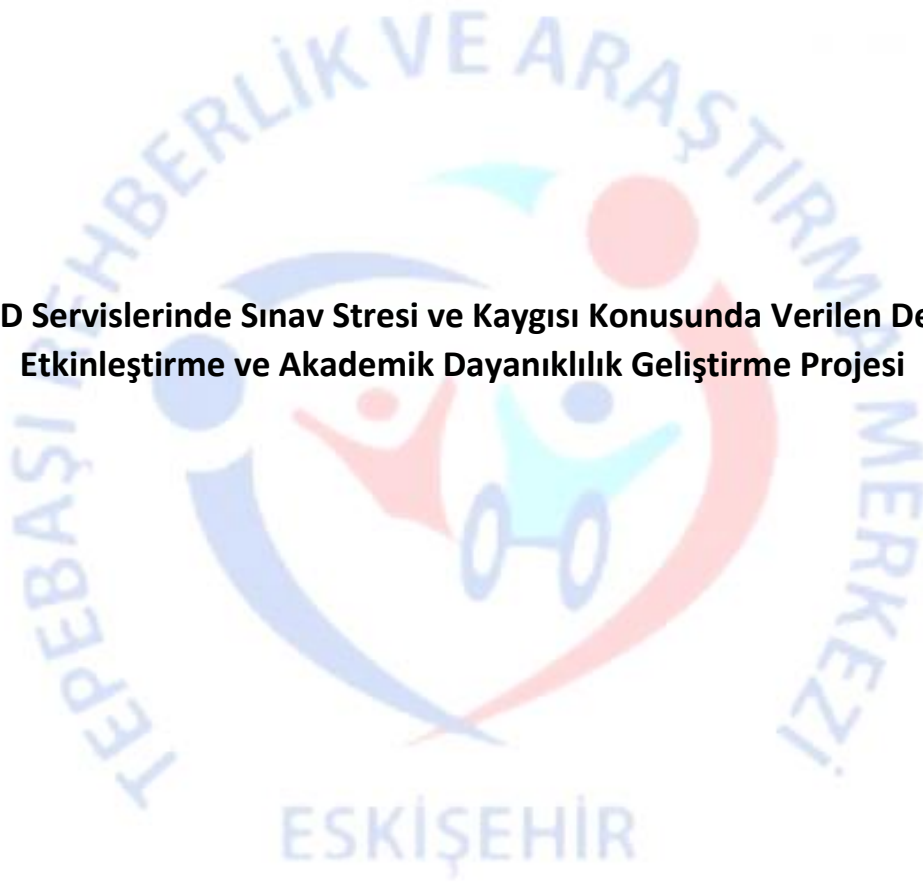 TEPEBAŞI REHBERLİK VE ARAŞTIRMA MERKEZİ
D Servislerinde Sınav Stresi ve Kaygısı Konusunda Verilen De
Etkinleştirme ve Akademik Dayanıklılık Geliştirme Projesi
ESKİŞEHİR